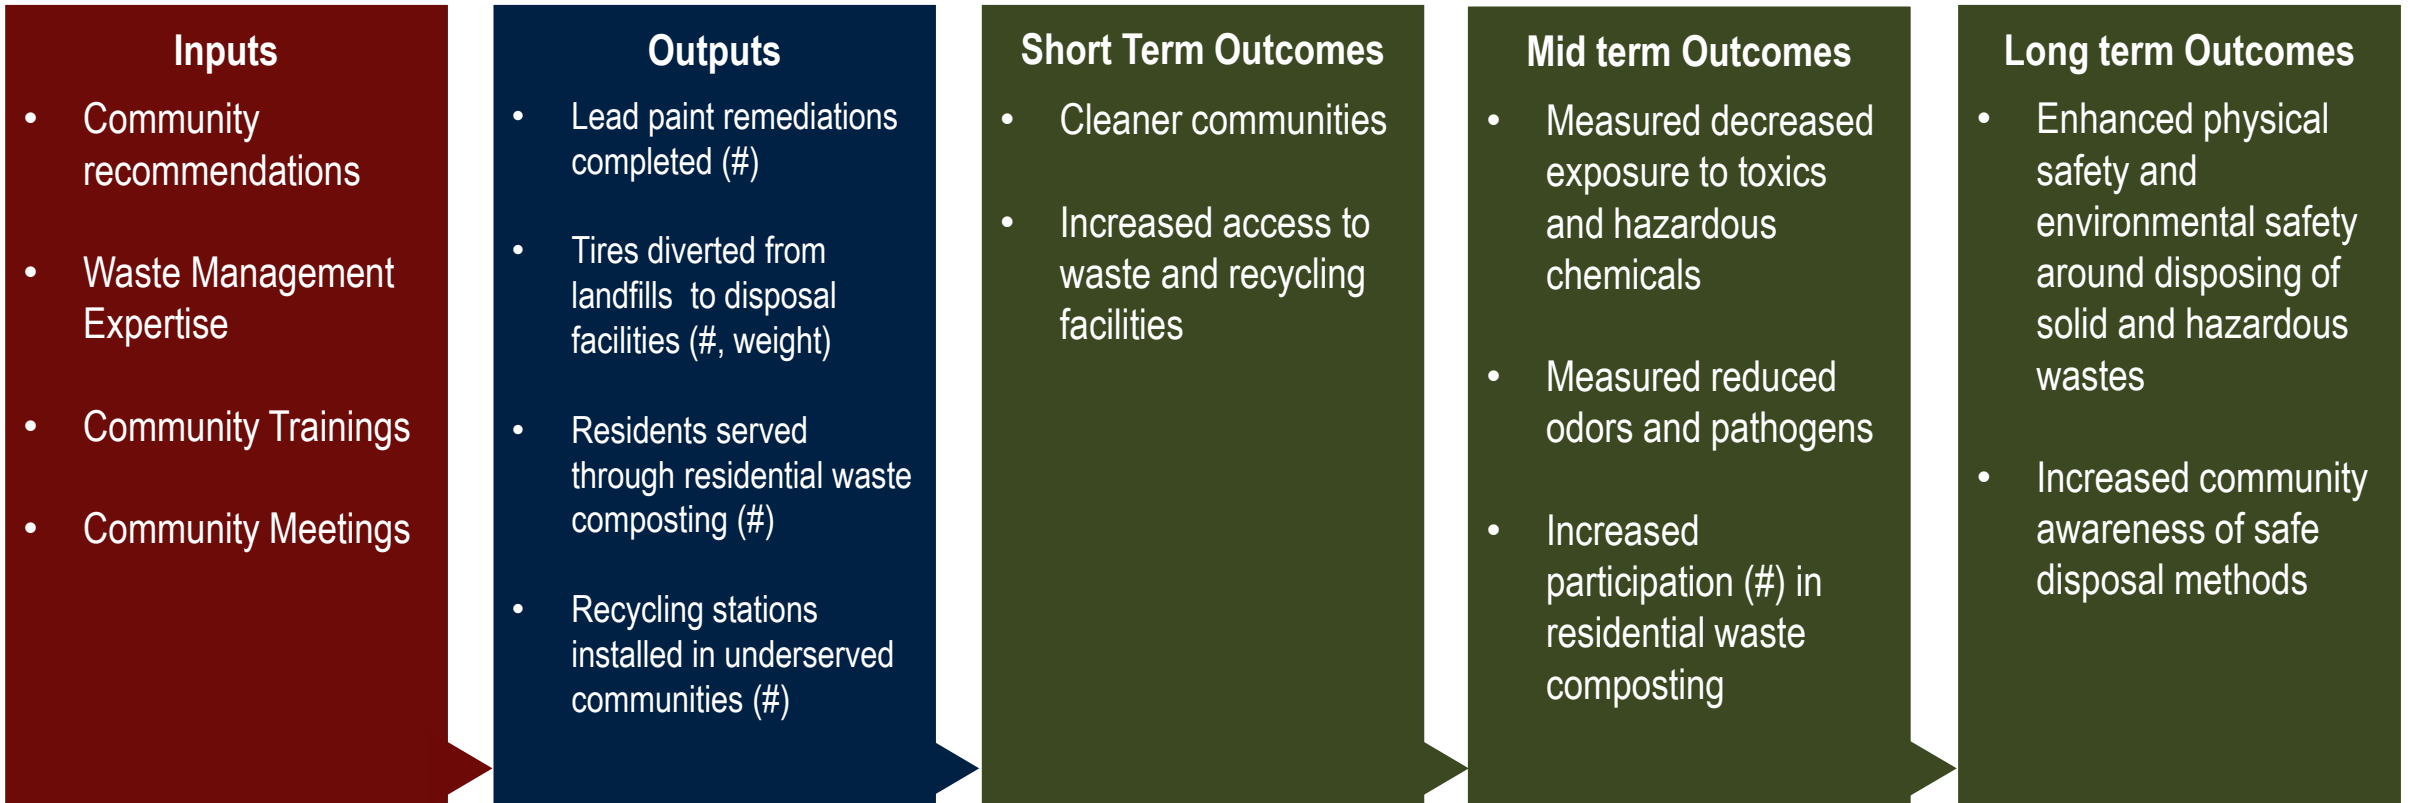 Inputs
• Community
recommendations
• Waste Management
Expertise
• Community Trainings
• Community Meetings
Outputs
• Lead paint remediations
completed (#)
• Tires diverted from
landfills to disposal
facilities (#, weight)
• Residents served
through residential waste
composting (#)
• Recycling stations
installed in underserved
communities (#)
Short Term Outcomes
• Cleaner communities
• Increased access to
waste and recycling
facilities
Mid term Outcomes
• Measured decreased
exposure to toxics
and hazardous
chemicals
• Measured reduced
odors and pathogens
• Increased
participation (#) in
residential waste
composting
Long term Outcomes
• Enhanced physical
safety and
environmental safety
around disposing of
solid and hazardous
wastes
• Increased community
awareness of safe
disposal methods